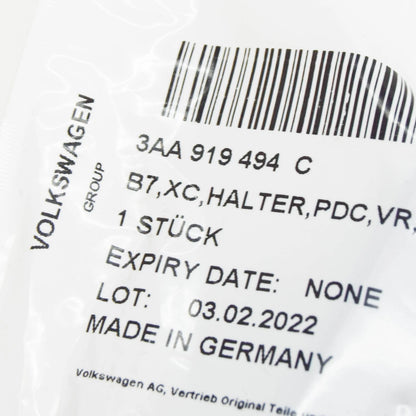 VOLKSWAGEN
GROUP
3AA 919 494 C
B7,XC,HALTER,PDC,VR,
1 STÜCK
EXPIRY DATE: NONE
LOT: 03.02.2022
MADE IN GERMANY
Volkswagen AG, Vertrieb Original Teile